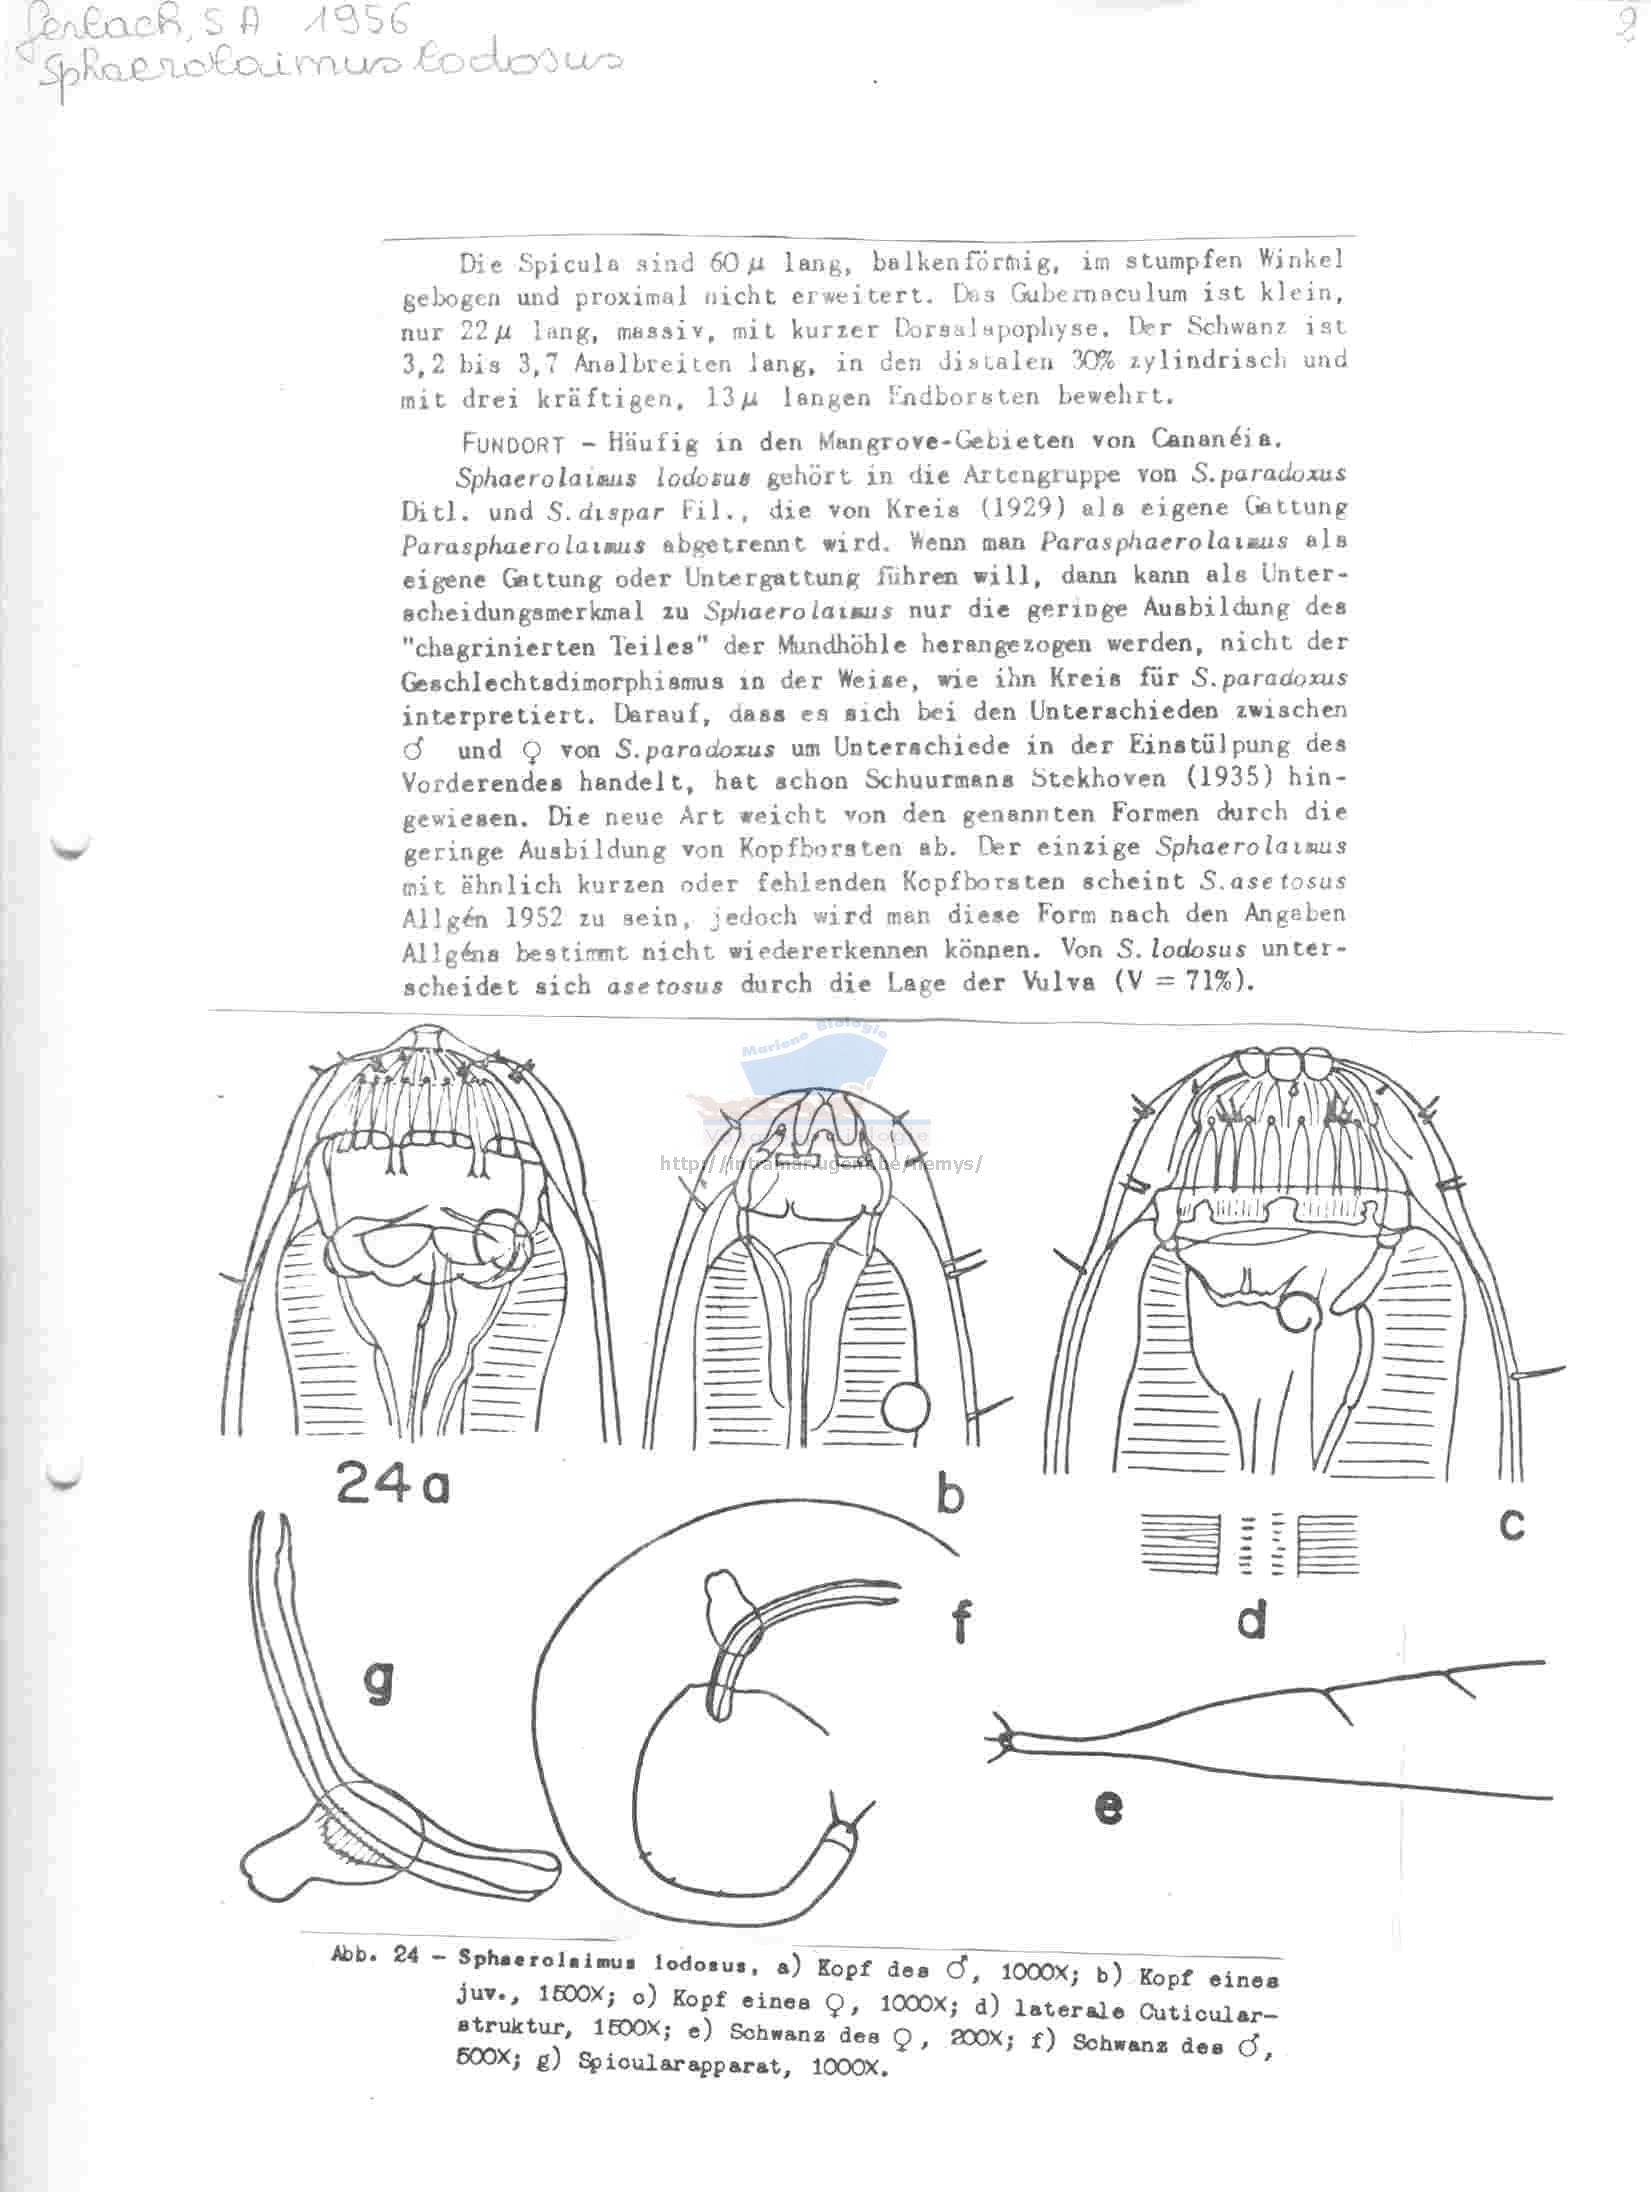 Gerlach, S A 1956
Sphaerolaimus lodosus
2
Die Spicula sind 60 µ lang, balkenförmig, im stumpfen Winkel
gebogen und proximal nicht erweitert. Das Gubernaculum ist klein,
nur 22 µ lang, massiv, mit kurzer Dorsalapophyse. Der Schwanz ist
3,2 bis 3,7 Analbreiten lang, in den distalen 30% zylindrisch und
mit drei kräftigen, 13 µ langen Endborsten bewehrt.
FUNDORT – Häufig in den Mangrove-Gebieten von Cananéia.
Sphaerolaimus lodosus gehört in die Artengruppe von S. paradoxus
Ditl. und S. dispar Fil., die von Kreis (1929) als eigene Gattung
Parasphaerolaimus abgetrennt wird. Wenn man Parasphaerolaimus als
eigene Gattung oder Untergattung führen will, dann kann als Unter-
scheidungsmerkmal zu Sphaerolaimus nur die geringe Ausbildung des
"chagrinierten Teiles" der Mundhöhle herangezogen werden, nicht der
Geschlechtsdimorphismus in der Weise, wie ihn Kreis für S. paradoxus
interpretiert. Darauf, dass es sich bei den Unterschieden zwischen
♂ und ♀ von S. paradoxus um Unterschiede in der Einstülpung des
Vorderendes handelt, hat schon Schuurmans Stekhoven (1935) hin-
gewiesen. Die neue Art weicht von den genannten Formen durch die
geringe Ausbildung von Kopfborsten ab. Der einzige Sphaerolaimus
mit ähnlich kurzen oder fehlenden Kopfborsten scheint S. asetosus
Allgén 1952 zu sein, jedoch wird man diese Form nach den Angaben
Allgéns bestimmt nicht wiedererkennen können. Von S. lodosus unter-
scheidet sich asetosus durch die Lage der Vulva (V = 71%).
Mariene Biologie
http://intramar.ugent.be/nemys/
24 a
b
c
d
e
f
g
Abb. 24 – Sphaerolaimus lodosus, a) Kopf des ♂, 1000X; b) Kopf eines
juv., 1500X; c) Kopf eines ♀, 1000X; d) laterale Cuticular-
struktur, 1500X; e) Schwanz des ♀, 200X; f) Schwanz des ♂,
500X; g) Spicularapparat, 1000X.